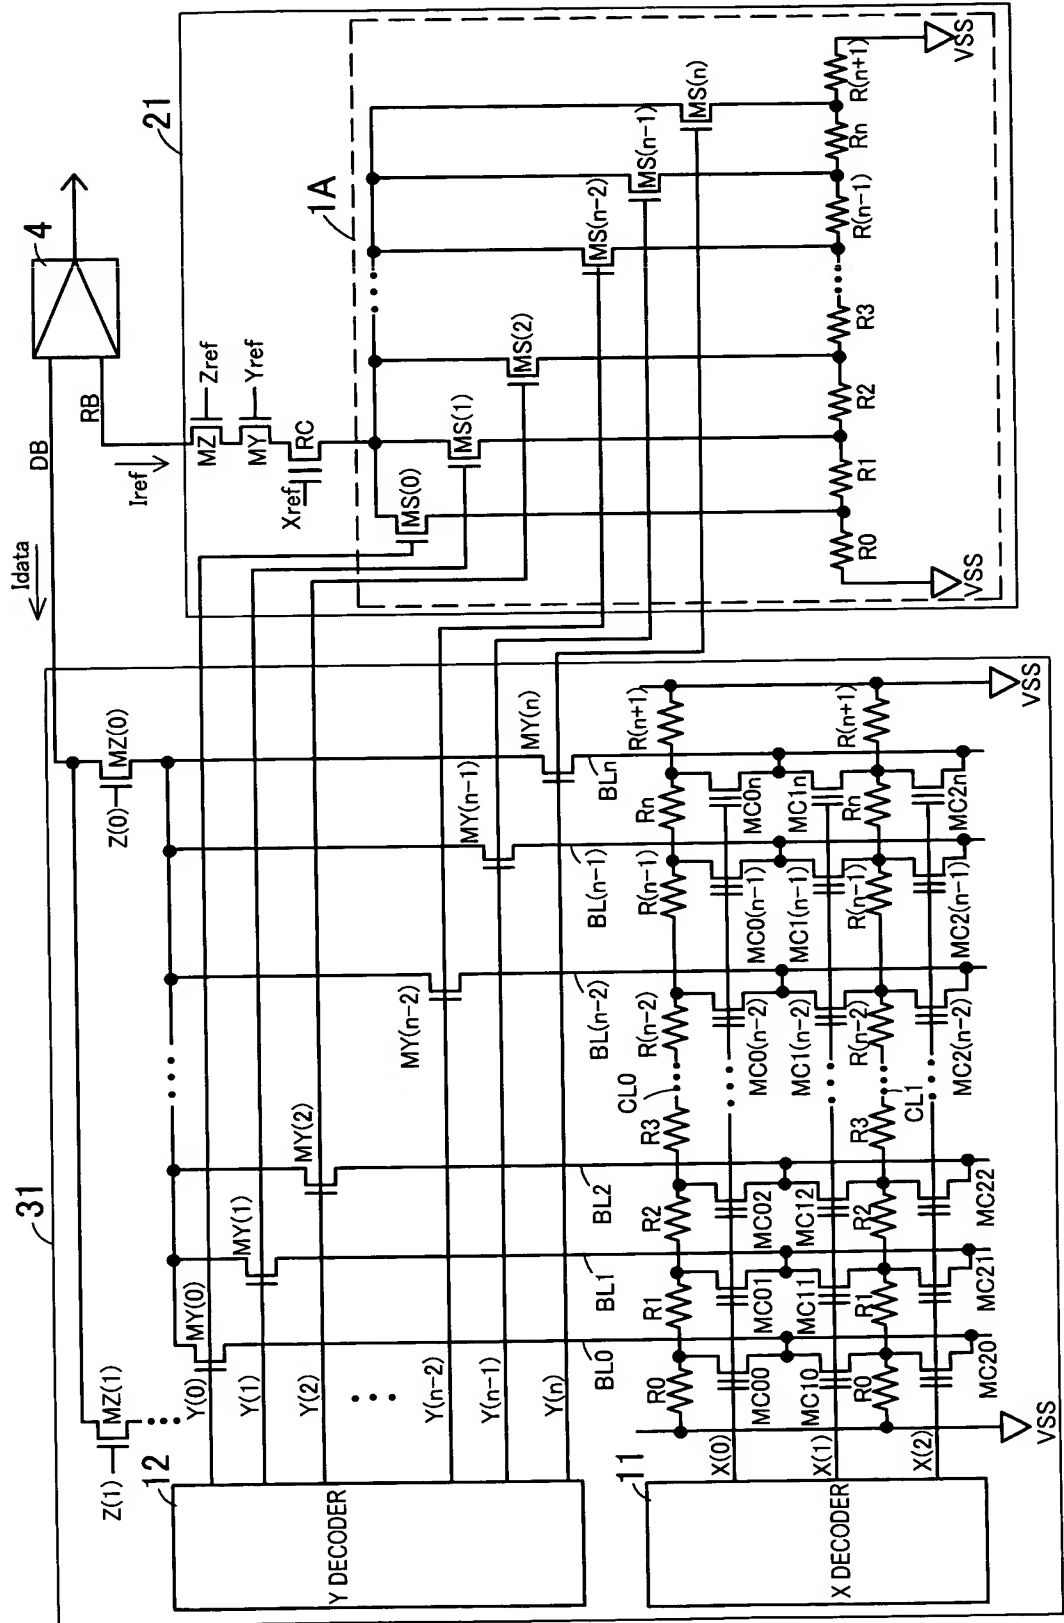 31
Z(1)
MZ(1)
Z(0)
MZ(0)
DB
Idata
RB
4
Iref
21
12
Y DECODER
Y(0)
Y(1)
Y(2)
Y(n-2)
Y(n-1)
Y(n)
MY(0)
MY(1)
MY(2)
MY(n-2)
MY(n-1)
MY(n)
MZ
Zref
MY
Yref
Xref
RC
1A
MS(0)
MS(1)
MS(2)
MS(n-2)
MS(n-1)
MS(n)
R0
R1
R2
R3
R(n-1)
Rn
R(n+1)
VSS
VSS
BL0
BL1
BL2
BL(n-2)
BL(n-1)
BLn
R0
R1
R2
R3
CL0
R(n-2)
R(n-1)
Rn
R(n+1)
11
X DECODER
X(0)
X(1)
X(2)
MC00
MC01
MC02
MC0(n-2)
MC0(n-1)
MC0n
MC10
MC11
MC12
MC1(n-2)
MC1(n-1)
MC1n
R0
R1
R2
R3
CL1
R(n-2)
R(n-1)
Rn
R(n+1)
MC20
MC21
MC22
MC2(n-2)
MC2(n-1)
MC2n
VSS
VSS